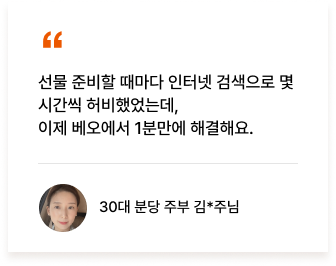 “
선물 준비할 때마다 인터넷 검색으로 몇
시간씩 허비했었는데,
이제 베오에서 1분만에 해결해요.
30대 분당 주부 김*주님